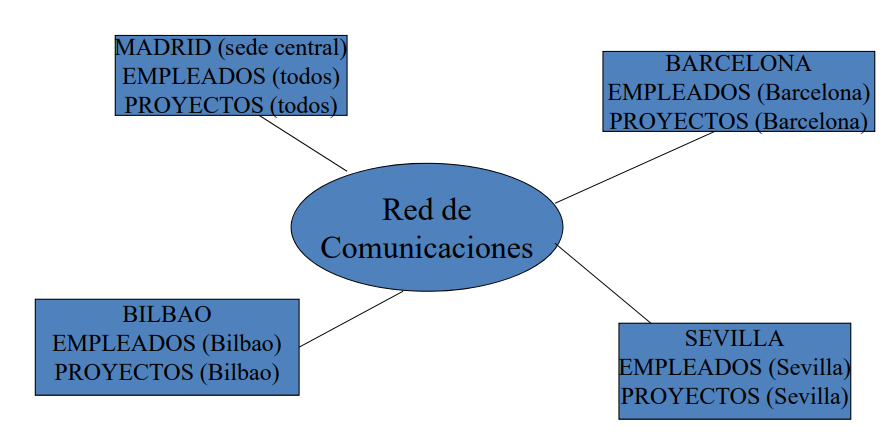 MADRID (sede central)
EMPLEADOS (todos)
PROYECTOS (todos)
BARCELONA
EMPLEADOS (Barcelona)
PROYECTOS (Barcelona)
Red de
Comunicaciones
BILBAO
EMPLEADOS (Bilbao)
PROYECTOS (Bilbao)
SEVILLA
EMPLEADOS (Sevilla)
PROYECTOS (Sevilla)